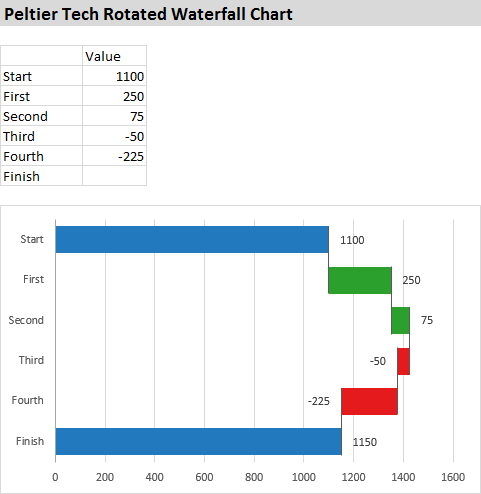 Peltier Tech Rotated Waterfall Chart
Value
Start 1100
First 250
Second 75
Third -50
Fourth -225
Finish
Start 1100
First 250
Second 75
Third -50
Fourth -225
Finish 1150
0 200 400 600 800 1000 1200 1400 1600